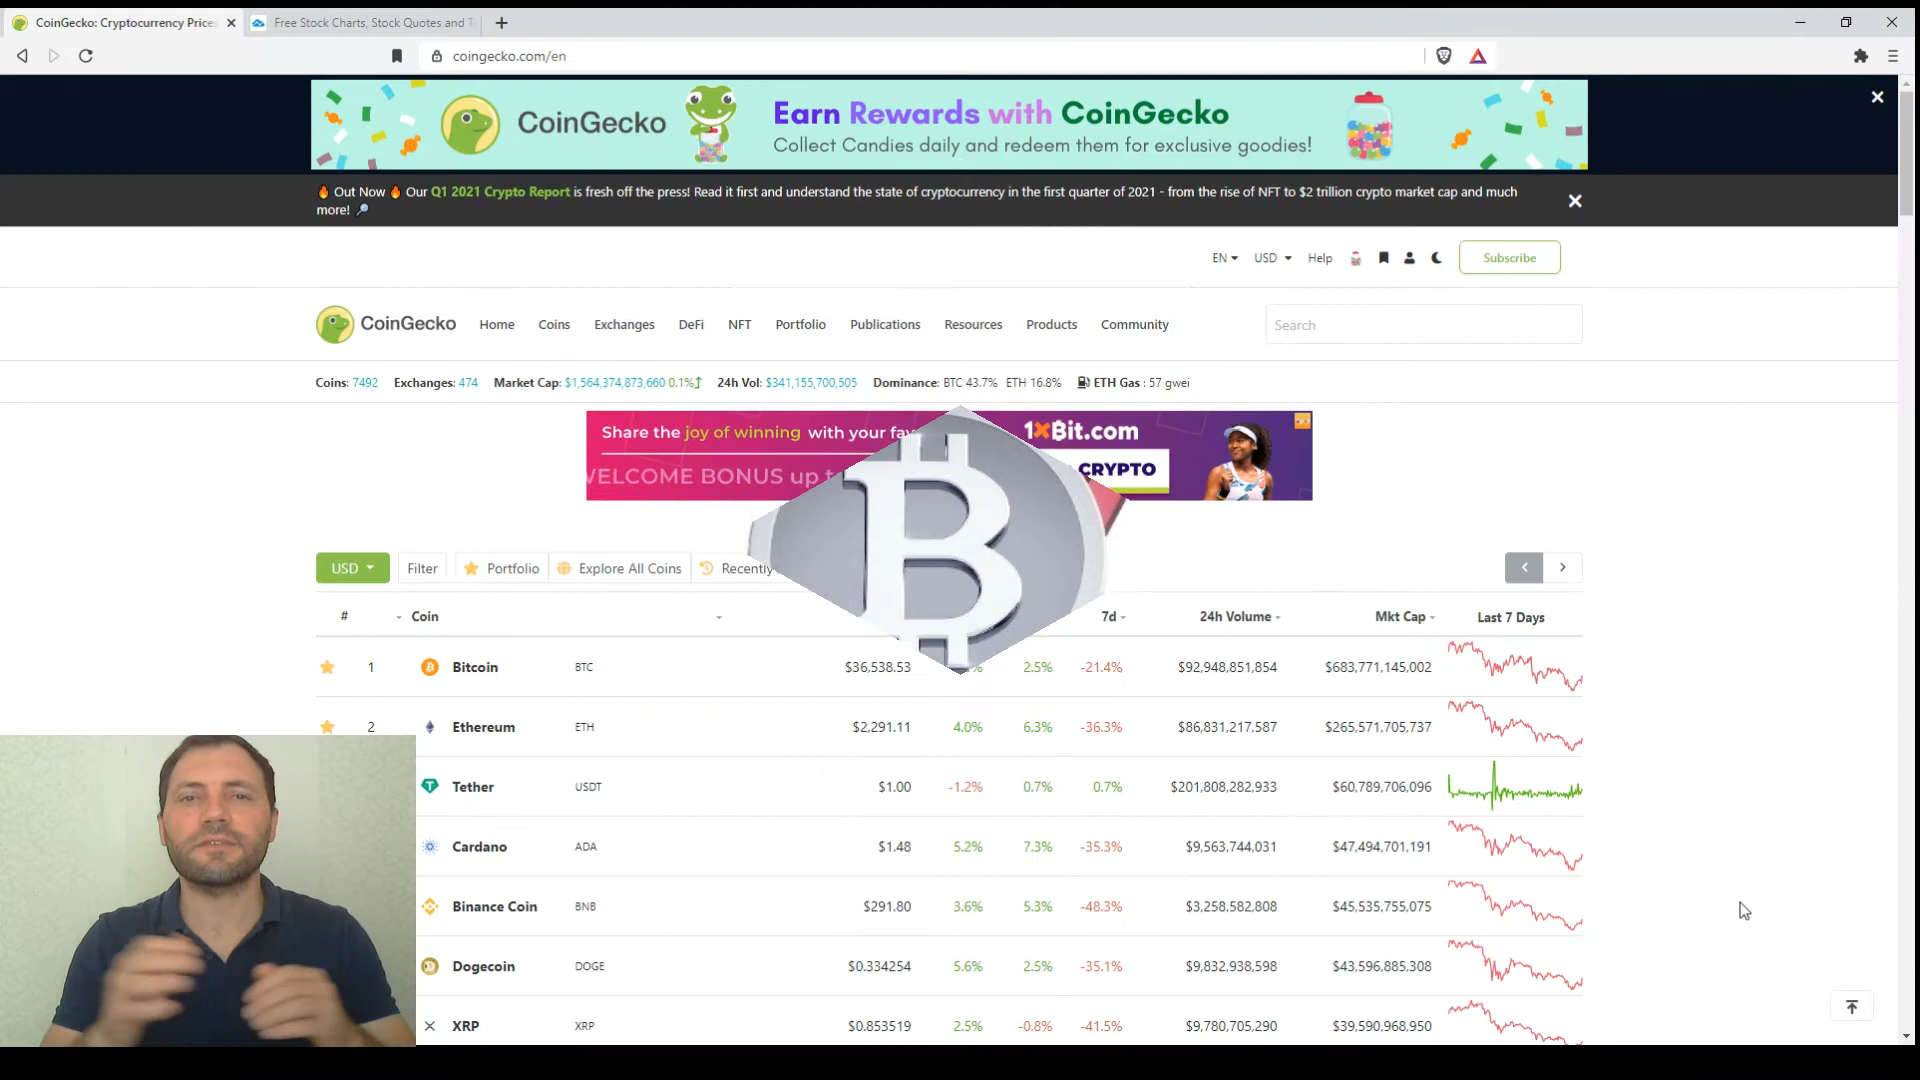 CoinGecko: Cryptocurrency Prices
Free Stock Charts, Stock Quotes and T
coingecko.com/en
CoinGecko
Earn Rewards with CoinGecko
Collect Candies daily and redeem them for exclusive goodies!
🔥 Out Now 🔥 Our Q1 2021 Crypto Report is fresh off the press! Read it first and understand the state of cryptocurrency in the first quarter of 2021 - from the rise of NFT to $2 trillion crypto market cap and much
more! 🔎
EN USD Help Subscribe
CoinGecko Home Coins Exchanges DeFi NFT Portfolio Publications Resources Products Community Search
Coins: 7492 Exchanges: 474 Market Cap: $1,564,374,873,660 0.1% 24h Vol: $341,155,700,505 Dominance: BTC 43.7% ETH 16.8% ETH Gas : 57 gwei
Share the joy of winning with your fav 1XBit.com
WELCOME BONUS up to CRYPTO
USD Filter Portfolio Explore All Coins Recently
# Coin 7d 24h Volume Mkt Cap Last 7 Days
1 Bitcoin BTC $36,538.53 2.5% -21.4% $92,948,851,854 $683,771,145,002
2 Ethereum ETH $2,291.11 4.0% 6.3% -36.3% $86,831,217,587 $265,571,705,737
Tether USDT $1.00 -1.2% 0.7% 0.7% $201,808,282,933 $60,789,706,096
Cardano ADA $1.48 5.2% 7.3% -35.3% $9,563,744,031 $47,494,701,191
Binance Coin BNB $291.80 3.6% 5.3% -48.3% $3,258,582,808 $45,535,755,075
Dogecoin DOGE $0.334254 5.6% 2.5% -35.1% $9,832,938,598 $43,596,885,308
XRP XRP $0.853519 2.5% -0.8% -41.5% $9,780,705,290 $39,590,968,950